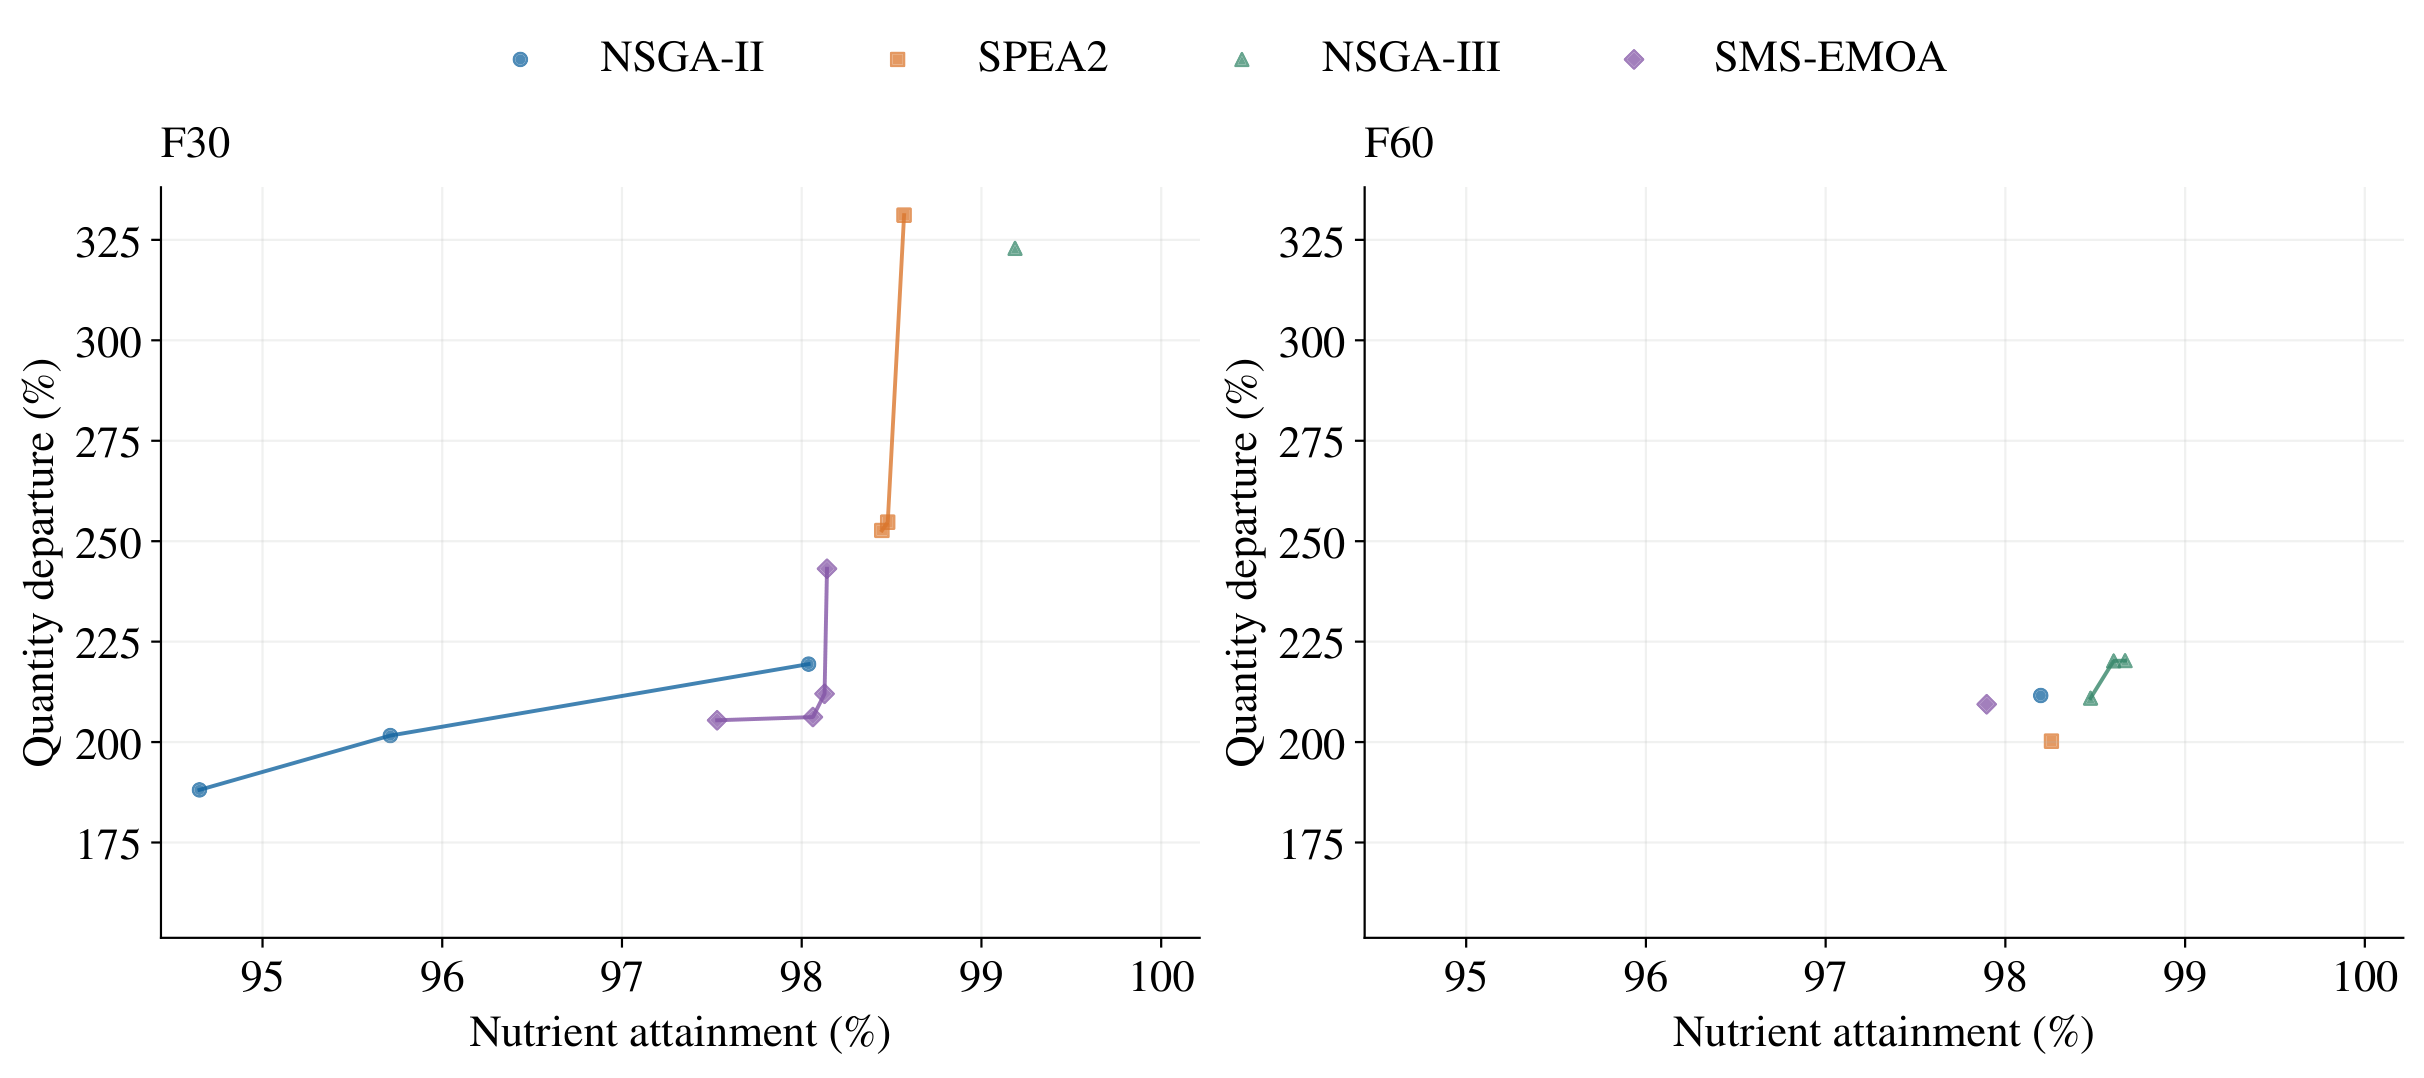 NSGA-II SPEA2 NSGA-III SMS-EMOA
F30
325
300
275
250
225
200
175
Quantity departure (%)
95 96 97 98 99 100
Nutrient attainment (%)
F60
325
300
275
250
225
200
175
Quantity departure (%)
95 96 97 98 99 100
Nutrient attainment (%)